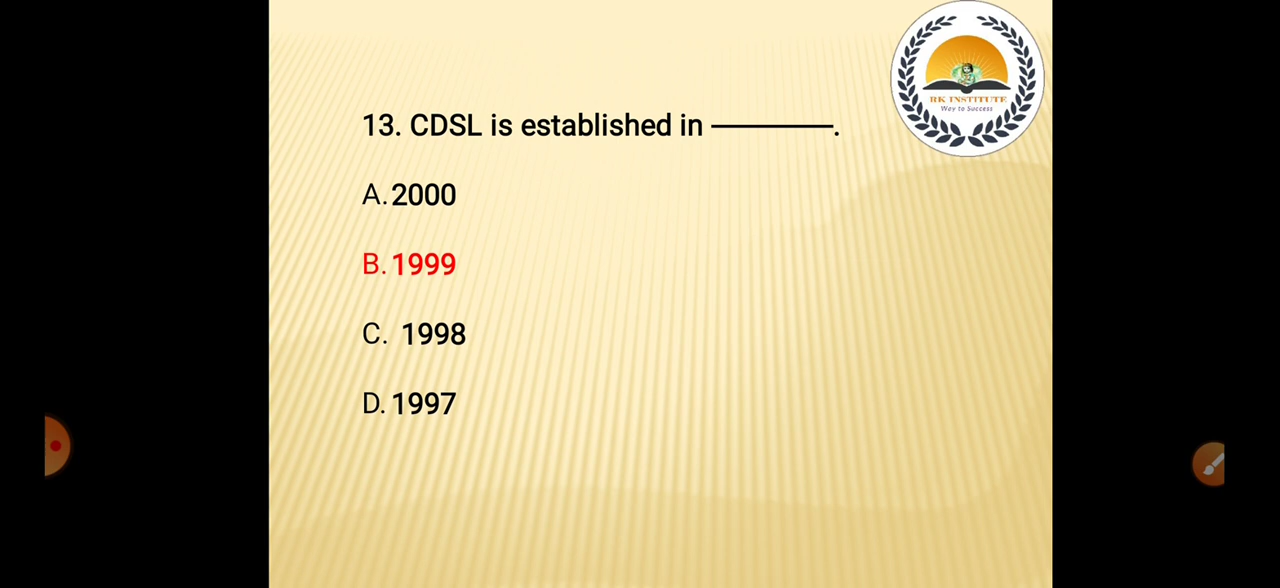 RK INSTITUTE
Way to Success
13. CDSL is established in ————.
A. 2000
B. 1999
C. 1998
D. 1997